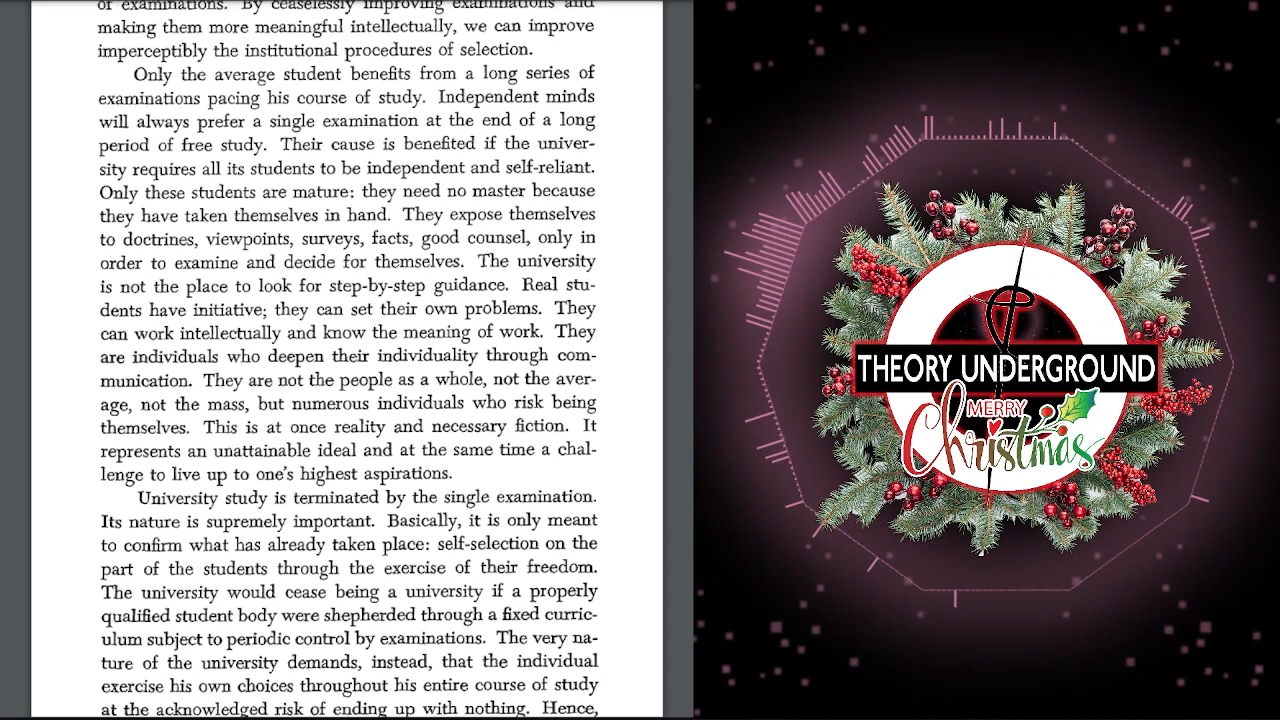 of examinations. By ceaselessly improving examinations and
making them more meaningful intellectually, we can improve
imperceptibly the institutional procedures of selection.
Only the average student benefits from a long series of
examinations pacing his course of study. Independent minds
will always prefer a single examination at the end of a long
period of free study. Their cause is benefited if the univer-
sity requires all its students to be independent and self-reliant.
Only these students are mature: they need no master because
they have taken themselves in hand. They expose themselves
to doctrines, viewpoints, surveys, facts, good counsel, only in
order to examine and decide for themselves. The university
is not the place to look for step-by-step guidance. Real stu-
dents have initiative; they can set their own problems. They
can work intellectually and know the meaning of work. They
are individuals who deepen their individuality through com-
munication. They are not the people as a whole, not the aver-
age, not the mass, but numerous individuals who risk being
themselves. This is at once reality and necessary fiction. It
represents an unattainable ideal and at the same time a chal-
lenge to live up to one's highest aspirations.
University study is terminated by the single examination.
Its nature is supremely important. Basically, it is only meant
to confirm what has already taken place: self-selection on the
part of the students through the exercise of their freedom.
The university would cease being a university if a properly
qualified student body were shepherded through a fixed curric-
ulum subject to periodic control by examinations. The very na-
ture of the university demands, instead, that the individual
exercise his own choices throughout his entire course of study
at the acknowledged risk of ending up with nothing. Hence,
THEORY UNDERGROUND
MERRY
Christmas